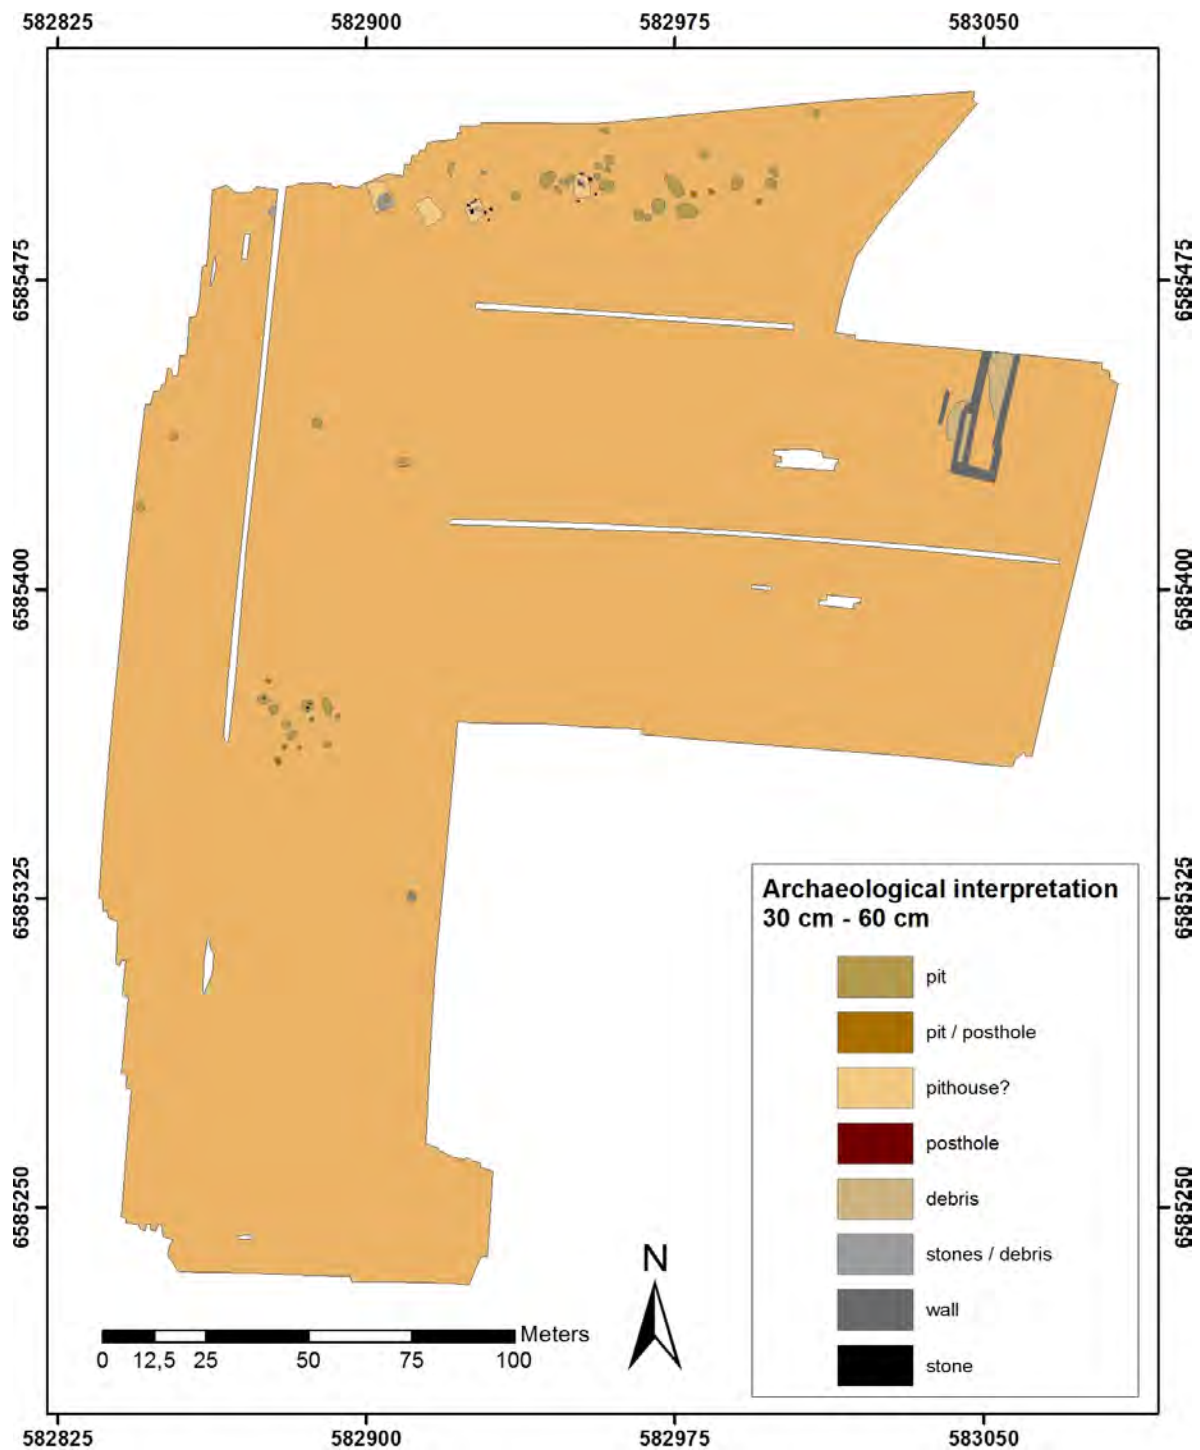 582825 582900 582975 583050
6585475 6585475
6585400 6585400
6585325 6585325
6585250 6585250
Archaeological interpretation
30 cm - 60 cm
pit
pit / posthole
pithouse?
posthole
debris
stones / debris
wall
stone
N
Meters
0 12,5 25 50 75 100
582825 582900 582975 583050